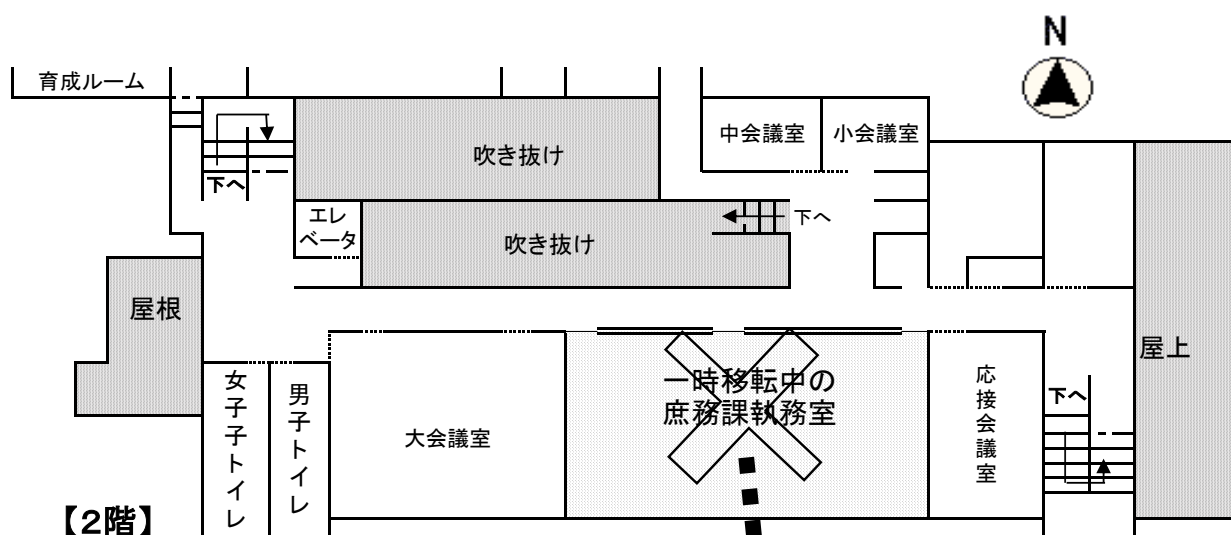 N
育成ルーム
中会議室
小会議室
吹き抜け
下へ
エレ
ベータ
吹き抜け
下へ
屋根
屋上
一時移転中の
庶務課執務室
女子子トイレ
男子トイレ
大会議室
応接会議室
下へ
【2階】